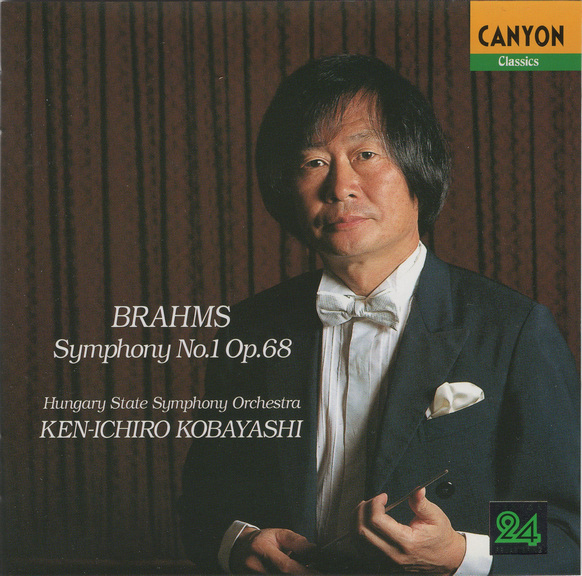 CANYON
Classics
BRAHMS
Symphony No.1 Op.68
Hungary State Symphony Orchestra
KEN-ICHIRO KOBAYASHI
24